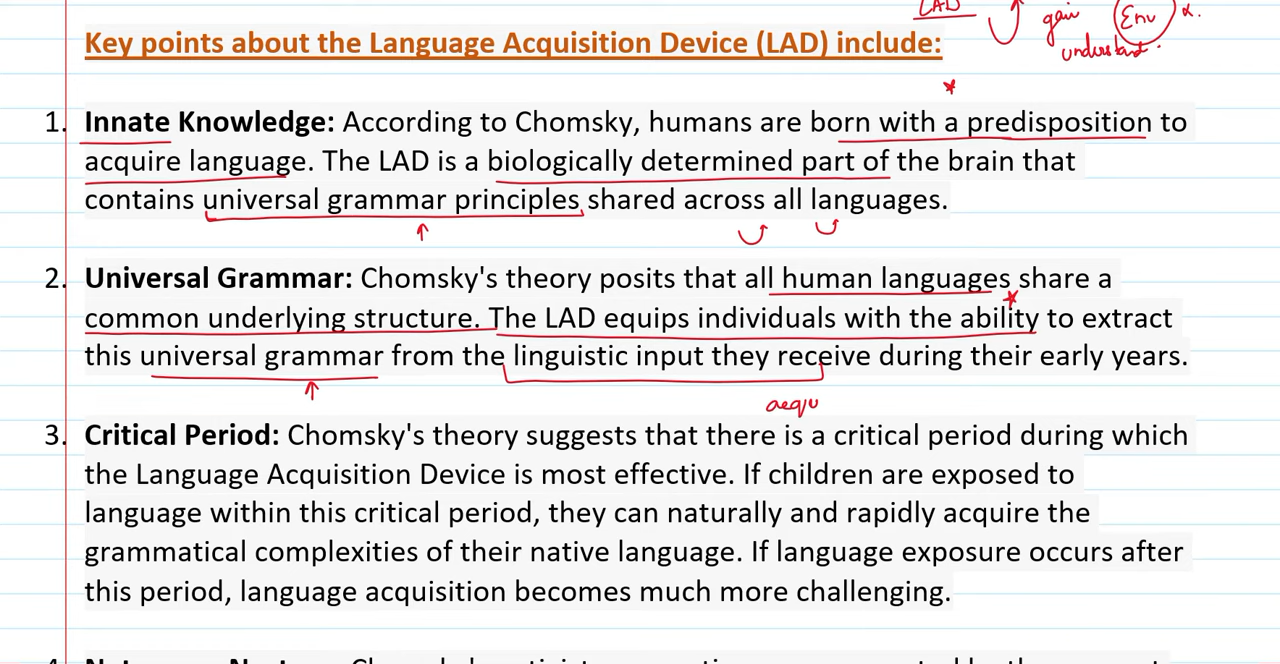 LAD
gain
Env
understand.
Key points about the Language Acquisition Device (LAD) include:
1. Innate Knowledge: According to Chomsky, humans are born with a predisposition to
acquire language. The LAD is a biologically determined part of the brain that
contains universal grammar principles shared across all languages.
2. Universal Grammar: Chomsky's theory posits that all human languages share a
common underlying structure. The LAD equips individuals with the ability to extract
this universal grammar from the linguistic input they receive during their early years.
3. Critical Period: Chomsky's theory suggests that there is a critical period during which
the Language Acquisition Device is most effective. If children are exposed to
language within this critical period, they can naturally and rapidly acquire the
grammatical complexities of their native language. If language exposure occurs after
this period, language acquisition becomes much more challenging.